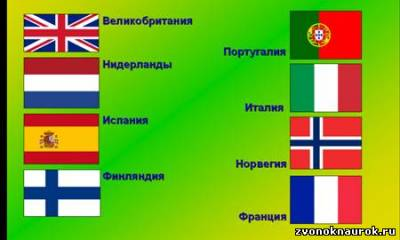 Великобритания
Нидерланды
Испания
Финляндия
Португалия
Италия
Норвегия
Франция
zvonoknaurok.ru